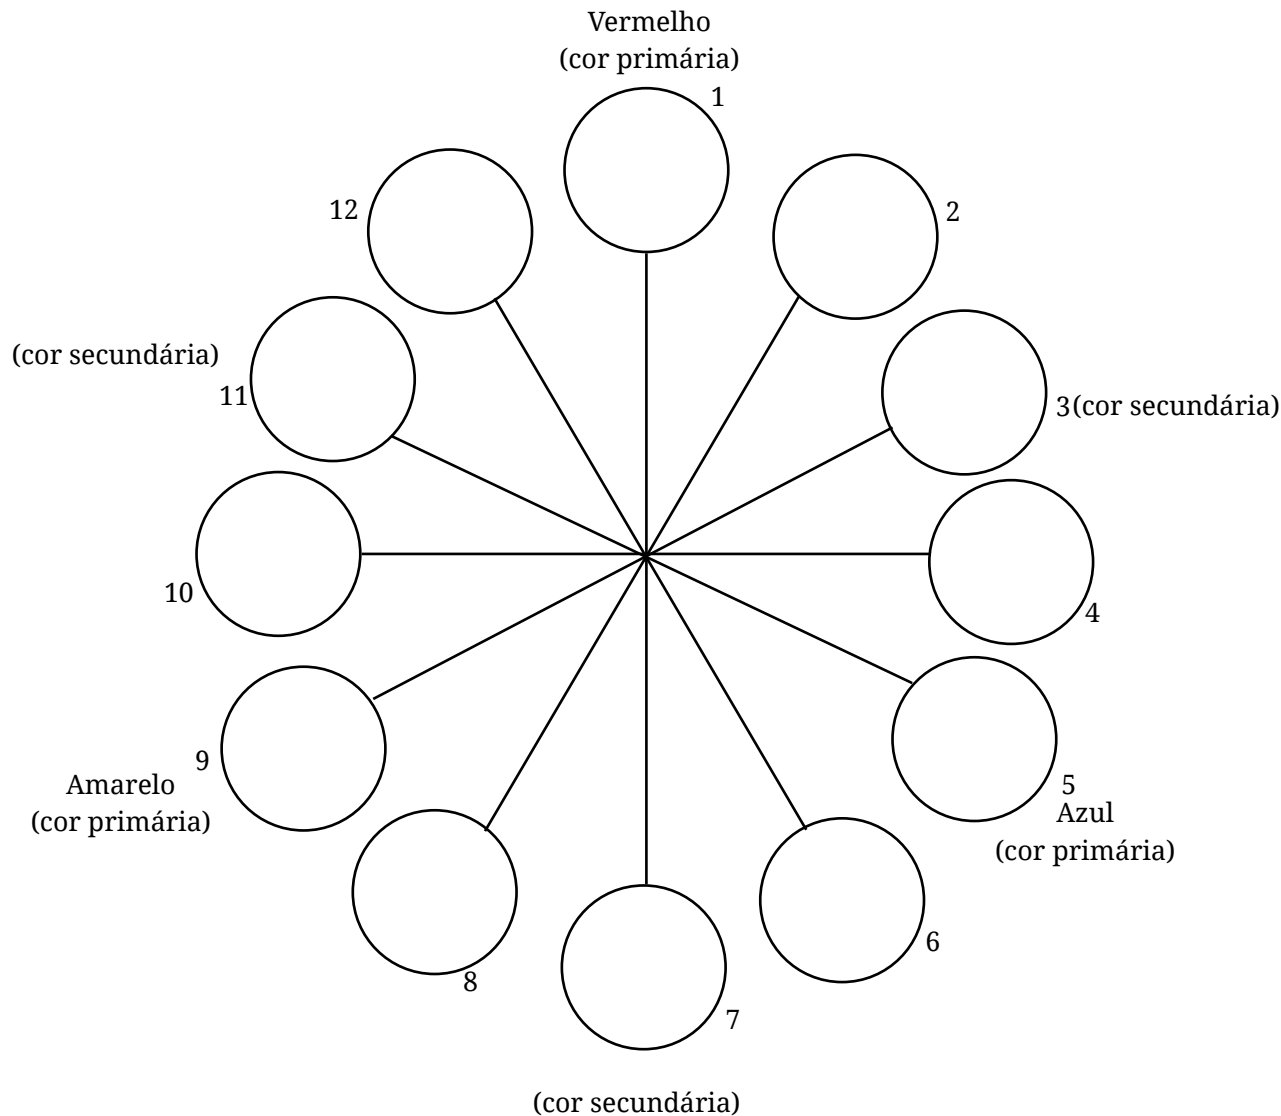 Vermelho
(cor primária)
1
2
12
(cor secundária)
11
3(cor secundária)
10
4
9
Amarelo
(cor primária)
5
Azul
(cor primária)
6
8
7
(cor secundária)